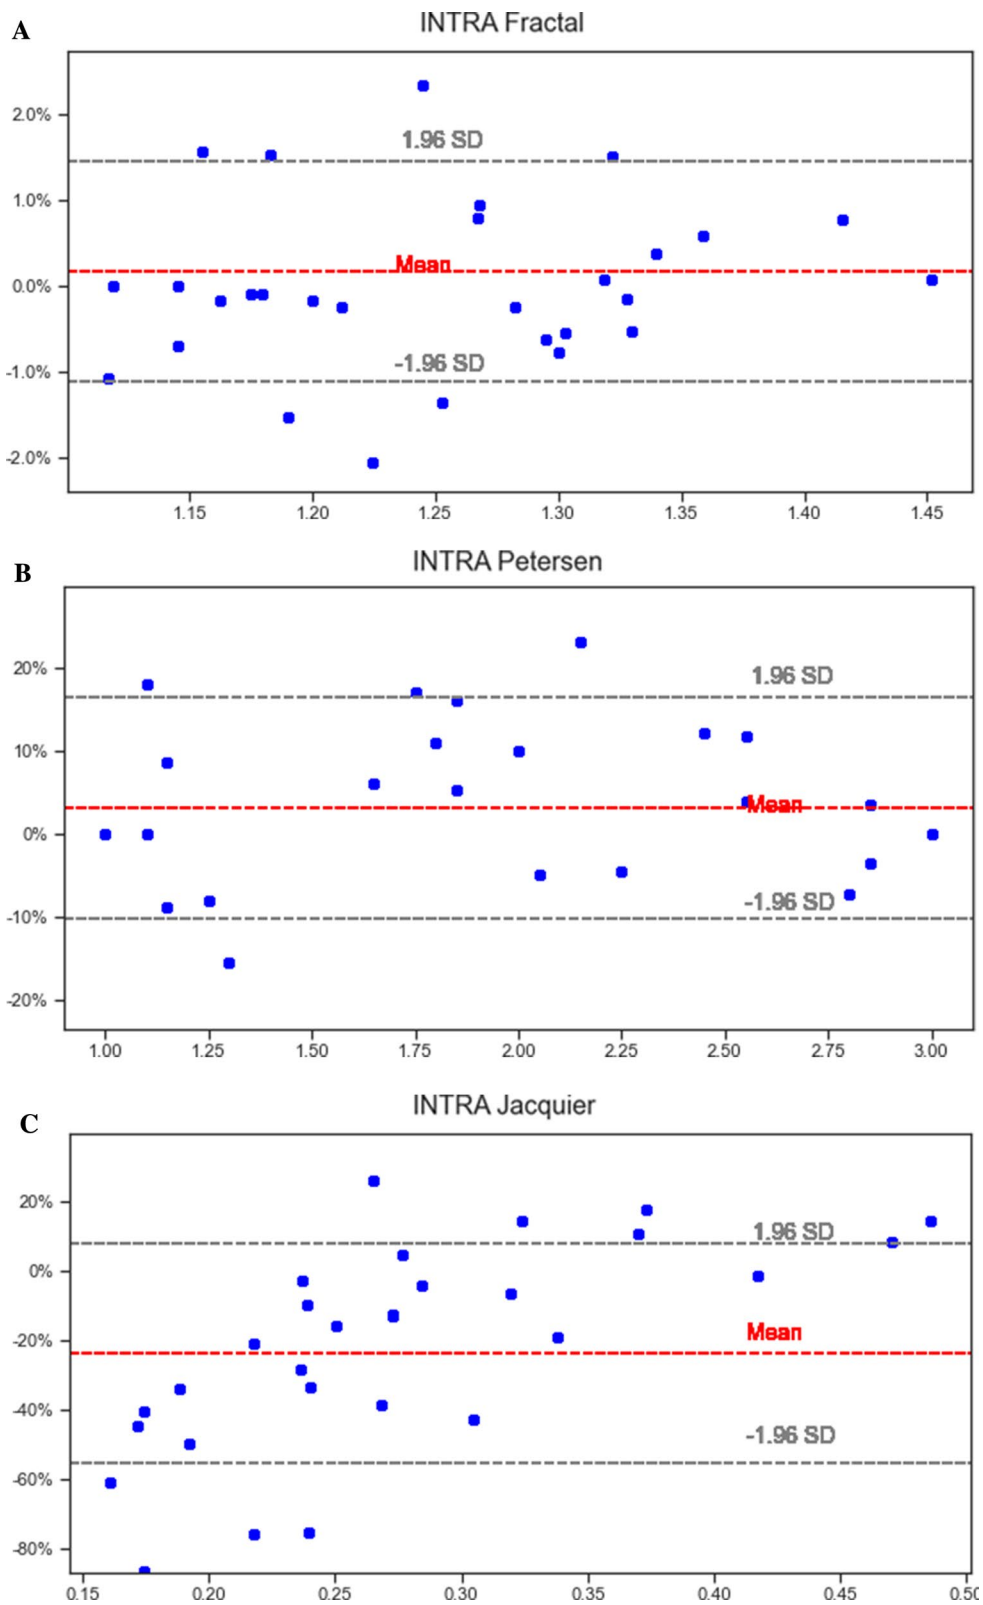 A
INTRA Fractal
2.0%
1.96 SD
1.0%
Mean
0.0%
-1.96 SD
-1.0%
-2.0%
1.15 1.20 1.25 1.30 1.35 1.40 1.45
B
INTRA Petersen
20%
1.96 SD
10%
Mean
0%
-1.96 SD
-10%
-20%
1.00 1.25 1.50 1.75 2.00 2.25 2.50 2.75 3.00
C
INTRA Jacquier
20%
1.96 SD
0%
Mean
-20%
-40%
-1.96 SD
-60%
-80%
0.15 0.20 0.25 0.30 0.35 0.40 0.45 0.50